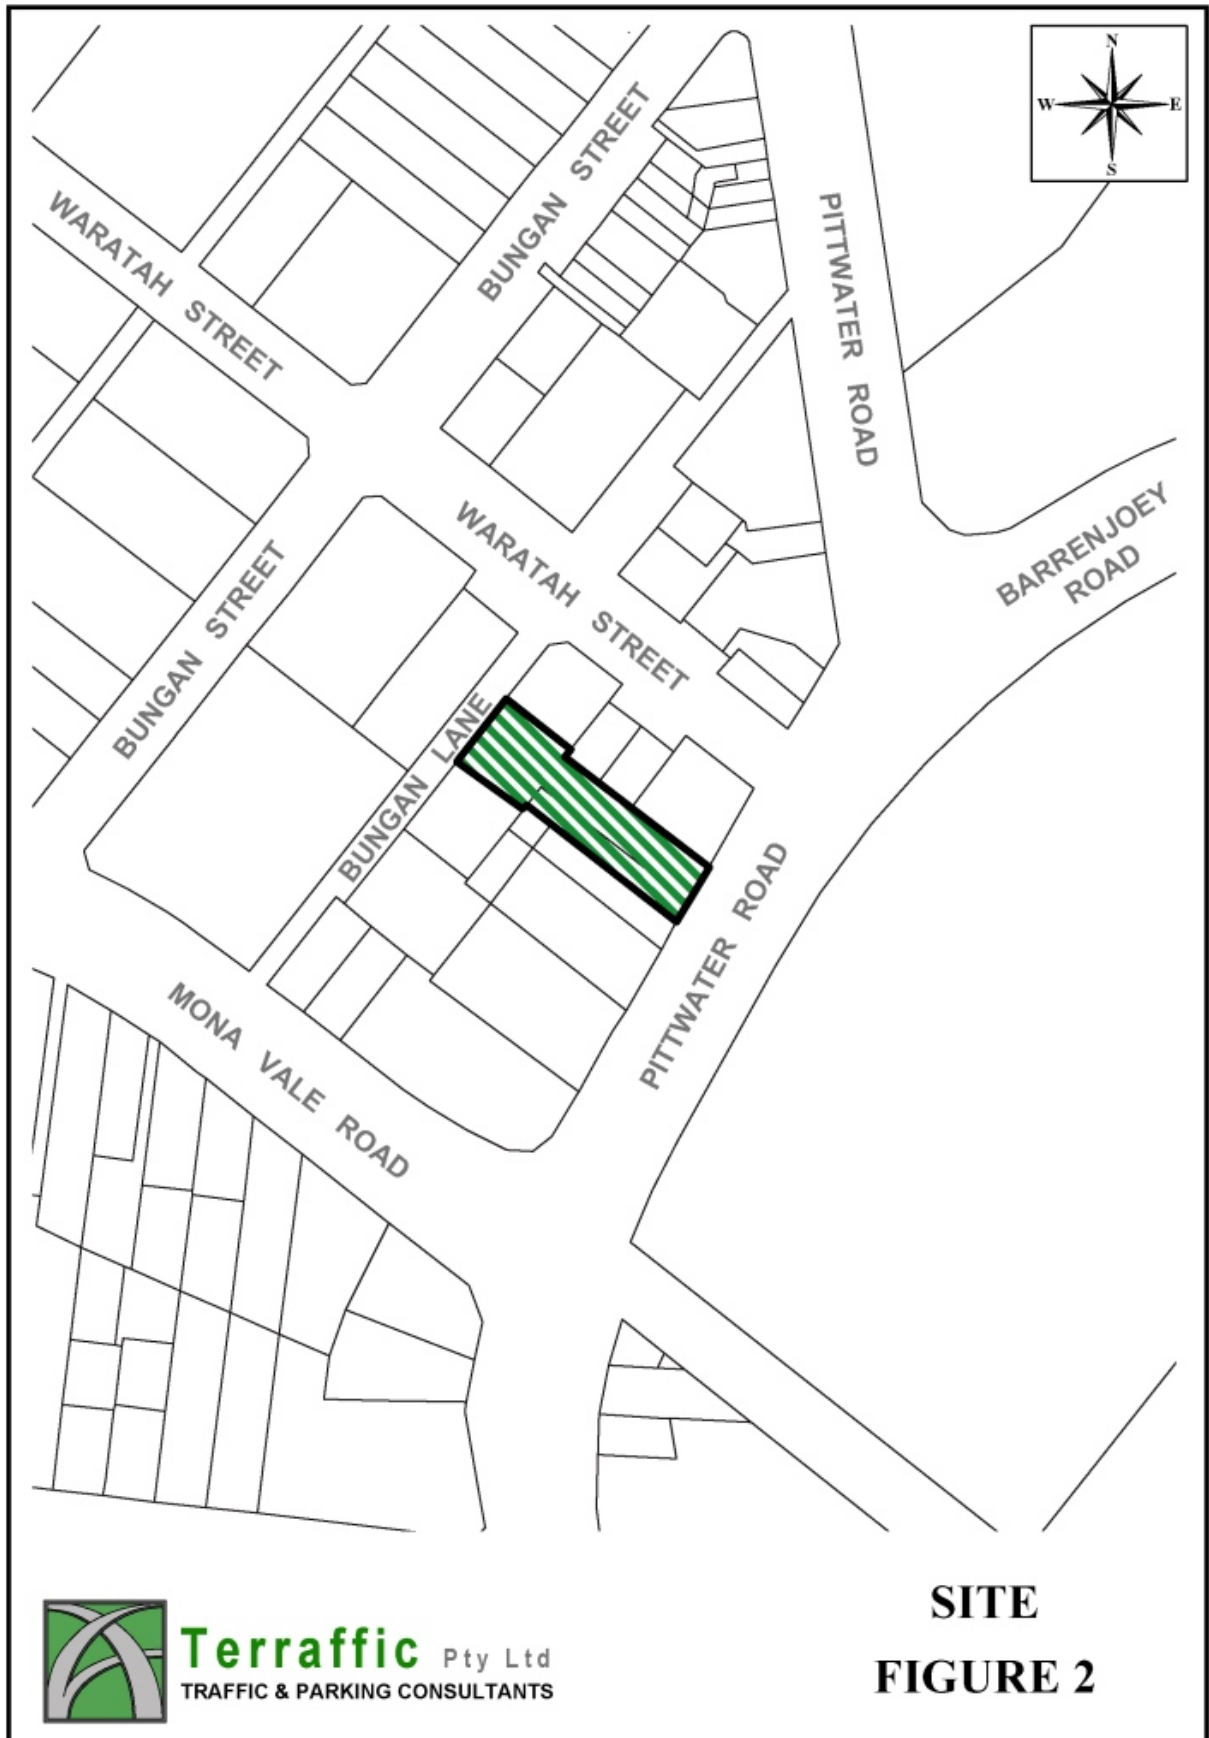 N
W E
S
BUNGAN STREET
WARATAH STREET
PITTWATER ROAD
BARRENJOEY
ROAD
WARATAH STREET
BUNGAN STREET
BUNGAN LANE
PITTWATER ROAD
MONA VALE ROAD
SITE
FIGURE 2
Terraffic Pty Ltd
TRAFFIC & PARKING CONSULTANTS